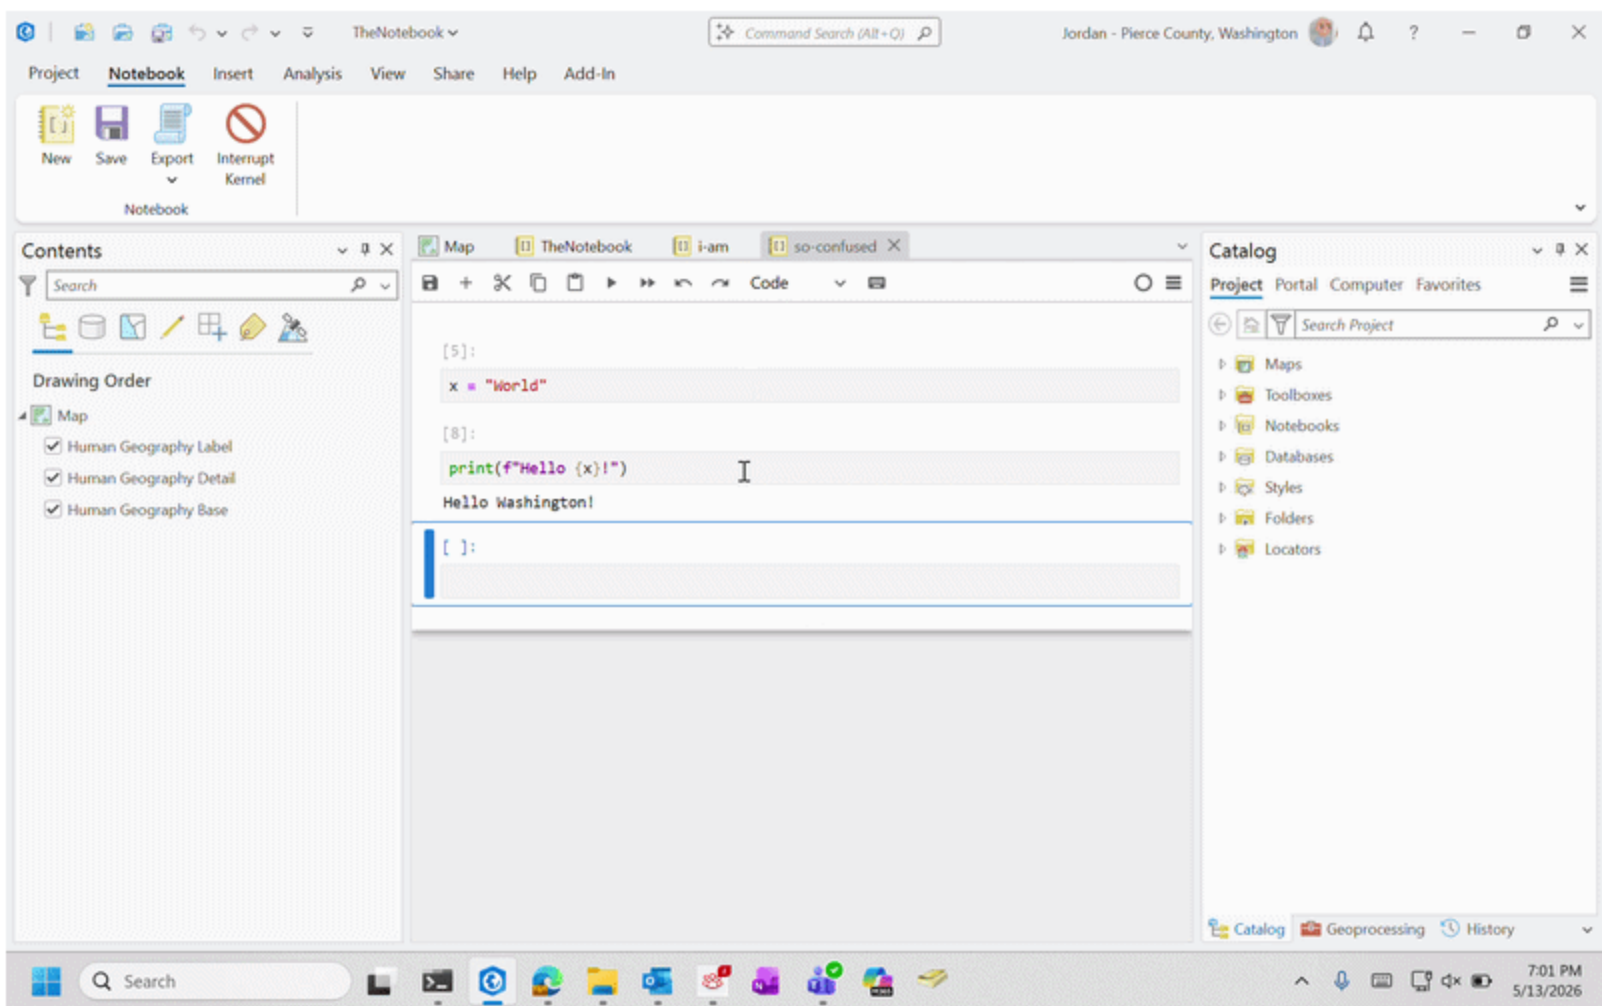 TheNotebook
Command Search (Alt+Q)
Jordan - Pierce County, Washington
?
Project Notebook Insert Analysis View Share Help Add-In
New Save Export Interrupt Kernel
Notebook
Contents
Search
Drawing Order
Map
Human Geography Label
Human Geography Detail
Human Geography Base
Map TheNotebook i-am so-confused
Code
[5]:
x = "World"
[8]:
print(f"Hello {x}!")
Hello Washington!
[ ]:
Catalog
Project Portal Computer Favorites
Search Project
Maps
Toolboxes
Notebooks
Databases
Styles
Folders
Locators
Catalog Geoprocessing History
Search
7:01 PM
5/13/2026